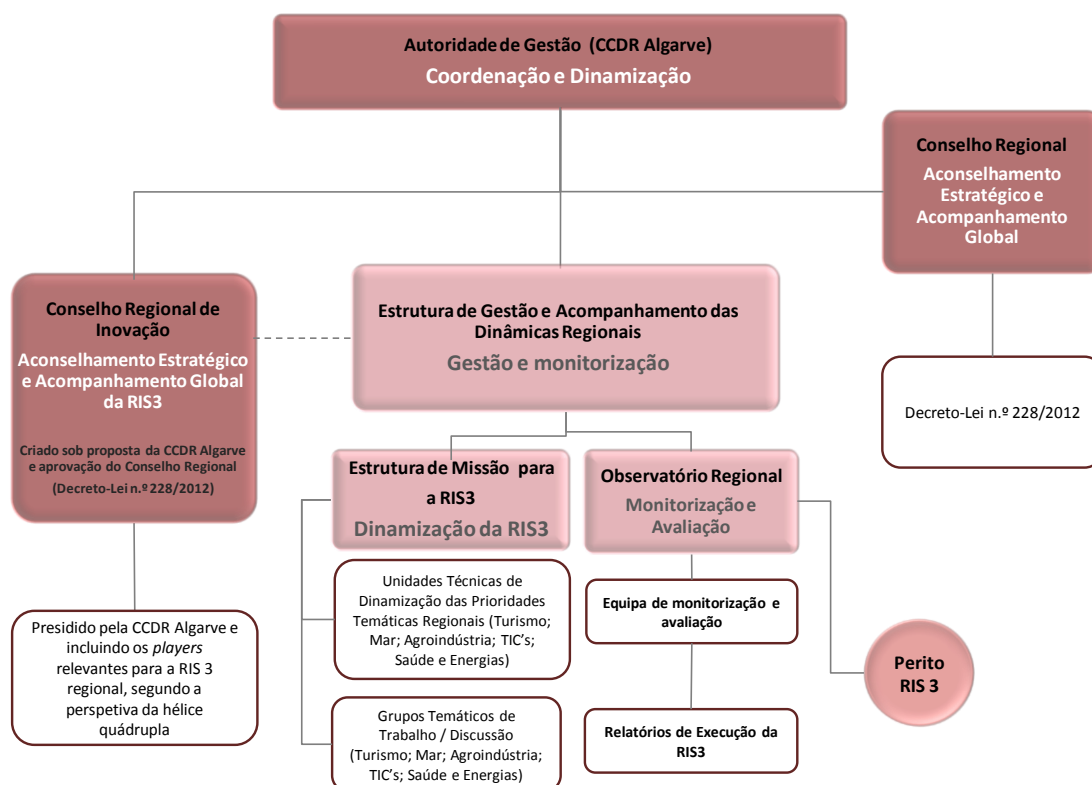 Autoridade de Gestão (CCDR Algarve)
Coordenação e Dinamização
Conselho Regional
Aconselhamento
Estratégico e
Acompanhamento
Global
Conselho Regional de
Inovação
Aconselhamento Estratégico
e Acompanhamento Global
da RIS3
Criado sob proposta da CCDR Algarve
e aprovação do Conselho Regional
(Decreto-Lei n.º 228/2012)
Estrutura de Gestão e Acompanhamento das
Dinâmicas Regionais
Gestão e monitorização
Decreto-Lei n.º 228/2012
Estrutura de Missão para
a RIS3
Dinamização da RIS3
Observatório Regional
Monitorização e
Avaliação
Unidades Técnicas de
Dinamização das Prioridades
Temáticas Regionais (Turismo;
Mar; Agroindústria; TIC's;
Saúde e Energias)
Equipa de monitorização e
avaliação
Presidido pela CCDR Algarve e
incluindo os players
relevantes para a RIS 3
regional, segundo a
perspetiva da hélice
quádrupla
Perito
RIS 3
Grupos Temáticos de
Trabalho / Discussão
(Turismo; Mar; Agroindústria;
TIC's; Saúde e Energias)
Relatórios de Execução da
RIS3